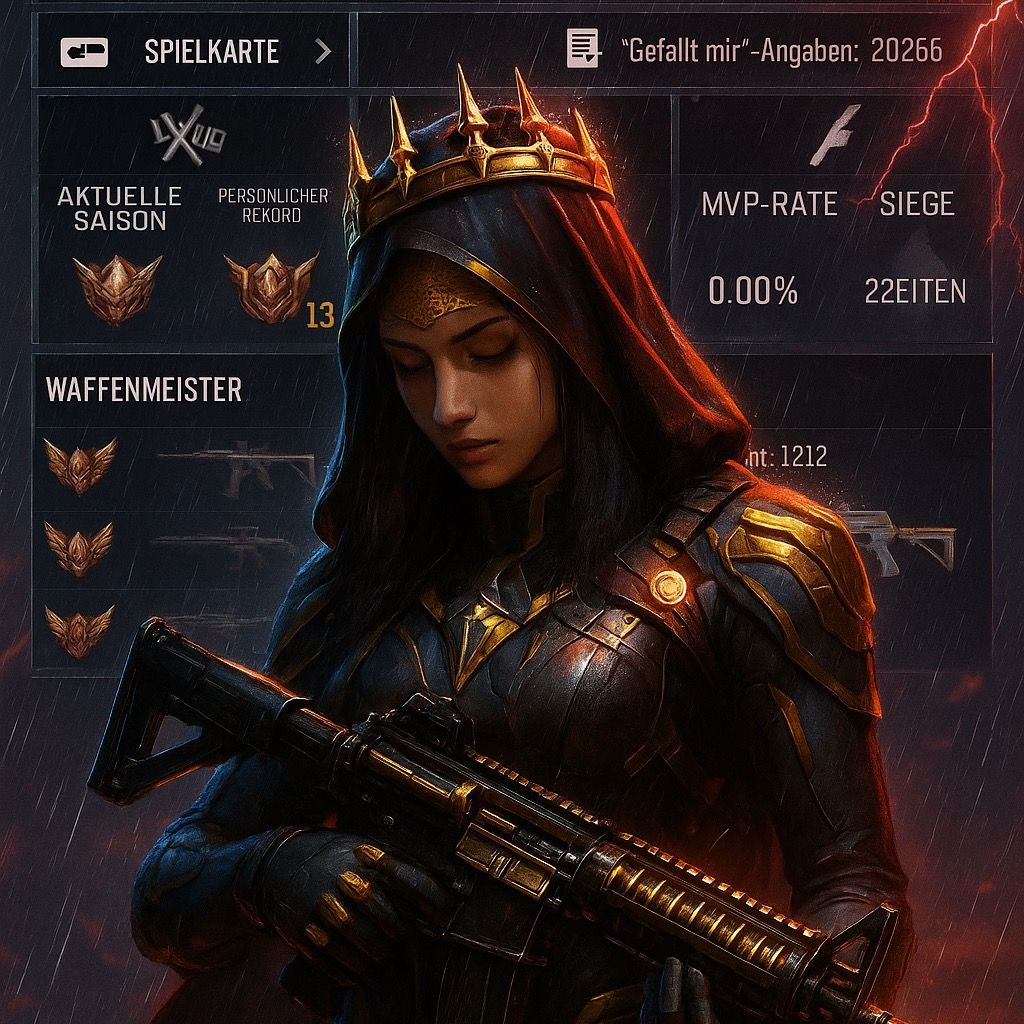 SPIELKARTE
"Gefallt mir"-Angaben: 20266
AKTUELLE
SAISON
PERSONLICHER
REKORD
13
MVP-RATE
SIEGE
0.00%
22EITEN
WAFFENMEISTER
nt: 1212